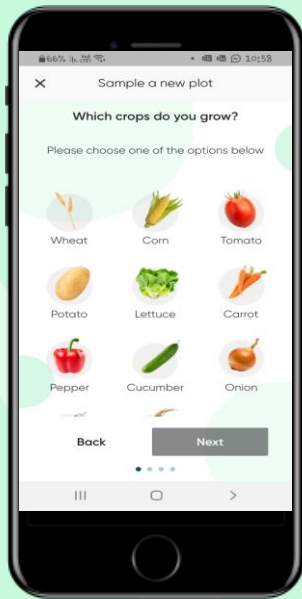 66% 10:58
Sample a new plot
Which crops do you grow?
Please choose one of the options below
Wheat Corn Tomato
Potato Lettuce Carrot
Pepper Cucumber Onion
Back Next